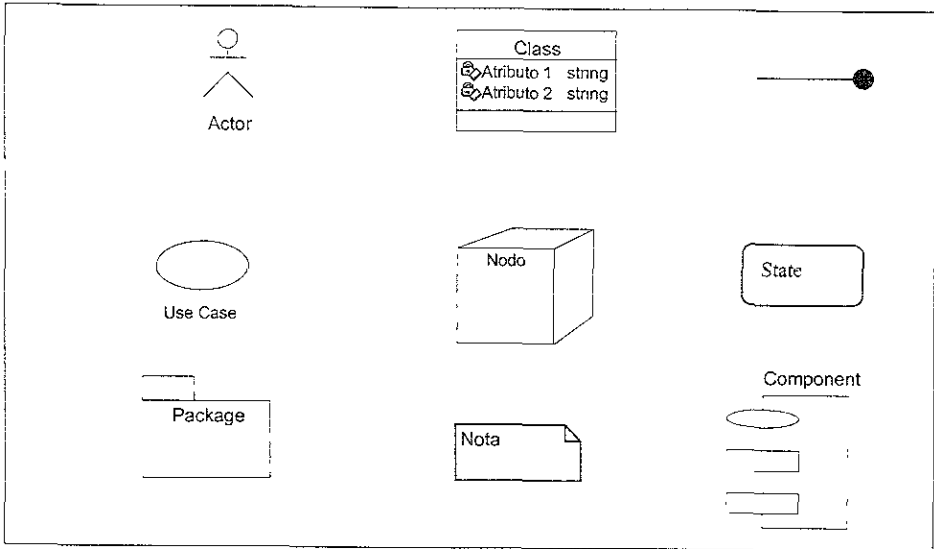 Class
Atributo 1 string
Atributo 2 string
Actor
Nodo
State
Use Case
Component
Package
Nota